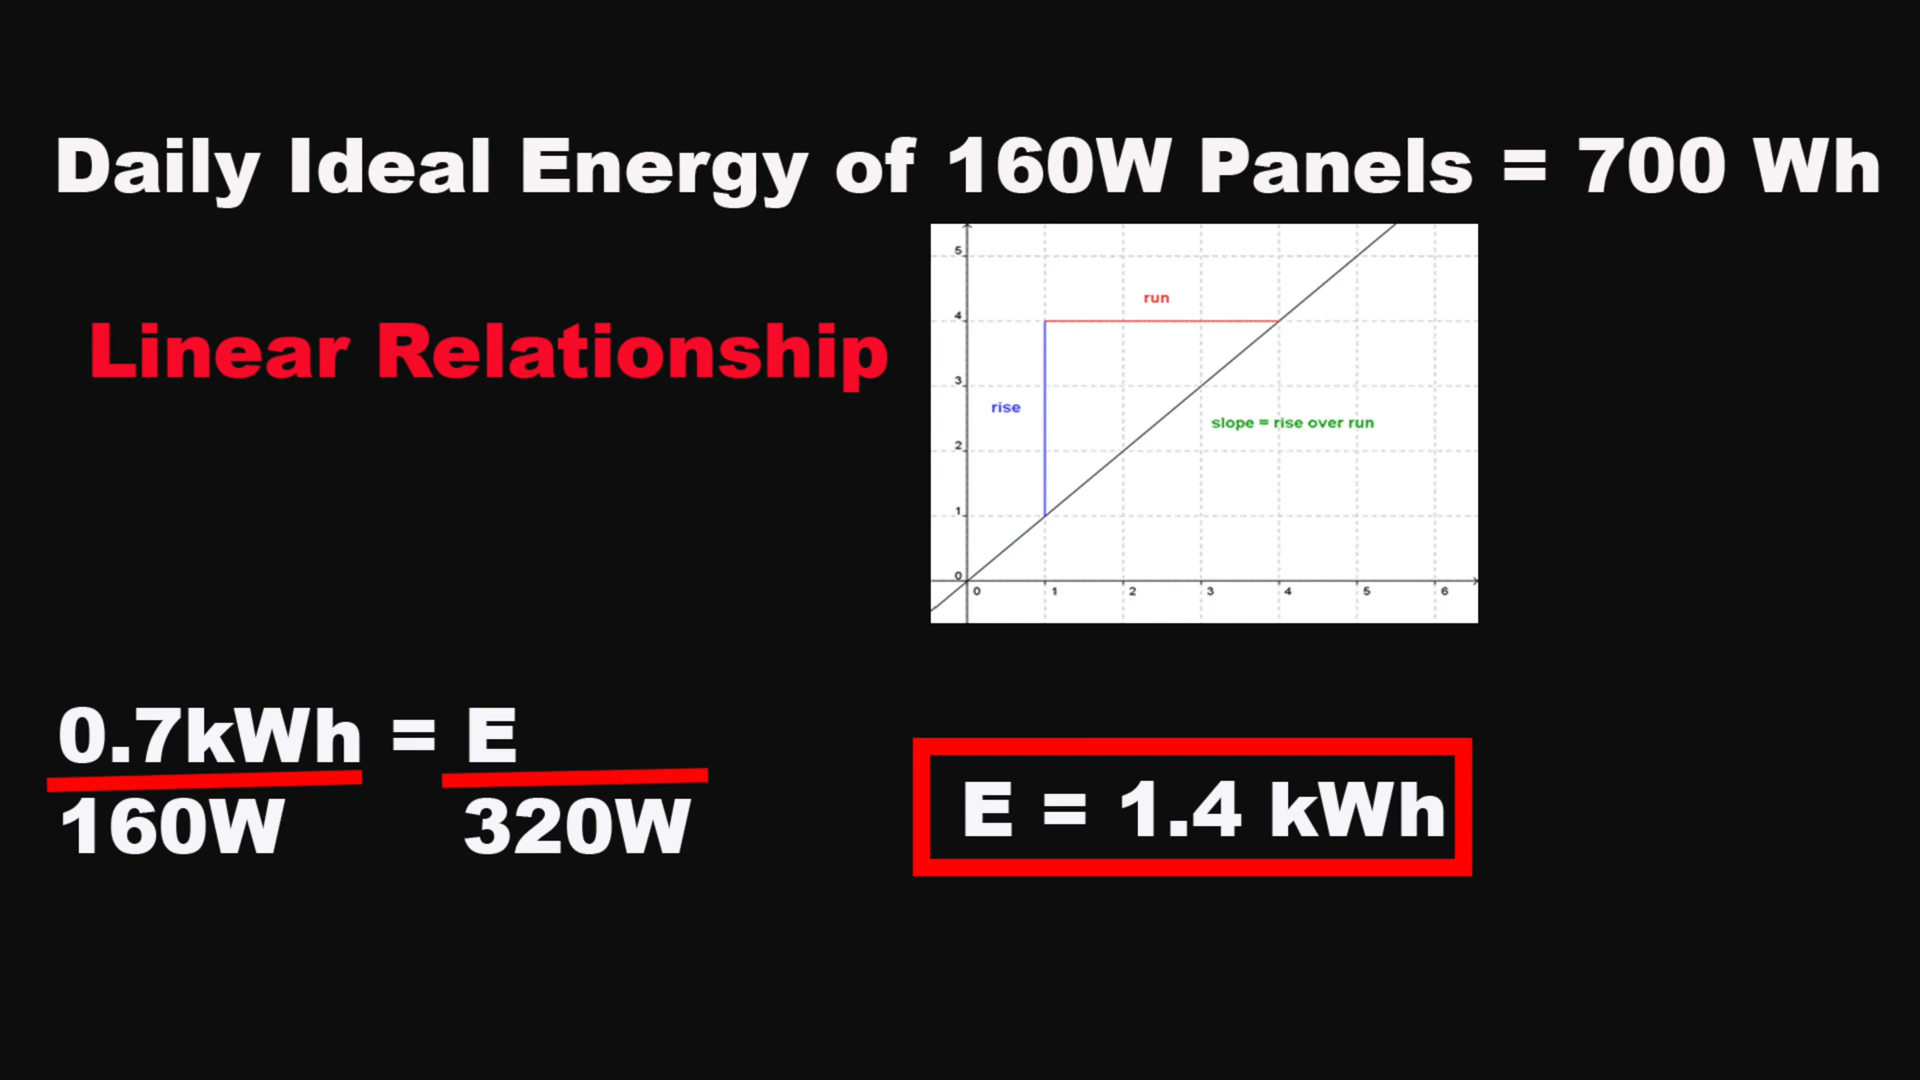 Daily Ideal Energy of 160W Panels = 700 Wh
Linear Relationship
5
4
3
2
1
0
run
rise
slope = rise over run
0 1 2 3 4 5 6
0.7kWh = E
160W 320W
E = 1.4 kWh